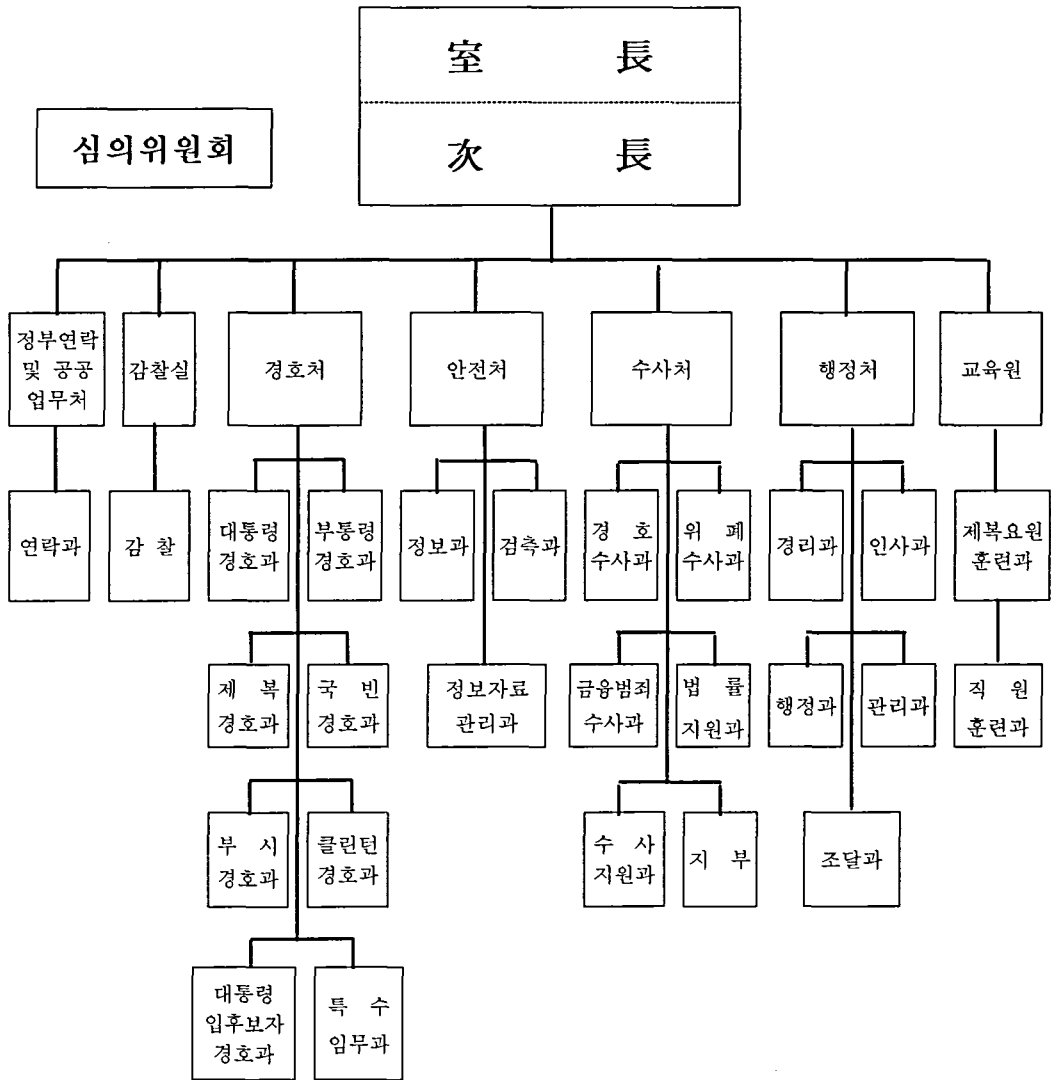 室 長
심의위원회
次 長
정부연락
및 공공
업무처
감찰실
경호처
안전처
수사처
행정처
교육원
연락과
감 찰
대통령
경호과
부통령
경호과
정보과
검측과
경 호
수사과
위 폐
수사과
경리과
인사과
제복요원
훈련과
제 복
경호과
국 빈
경호과
정보자료
관리과
금융범죄
수사과
법 률
지원과
행정과
관리과
직 원
훈련과
부 시
경호과
클린턴
경호과
수 사
지원과
지 부
조달과
대통령
입후보자
경호과
특 수
임무과